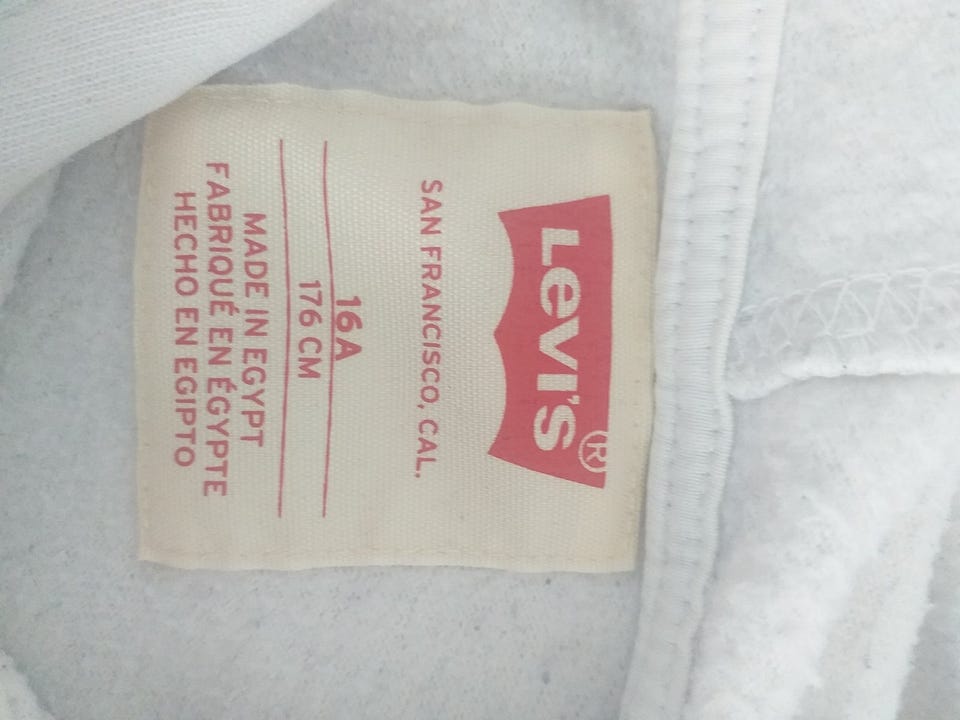 LEVI'S®
SAN FRANCISCO, CAL.
16A
176 CM
MADE IN EGYPT
FABRIQUÉ EN ÉGYPTE
HECHO EN EGIPTO